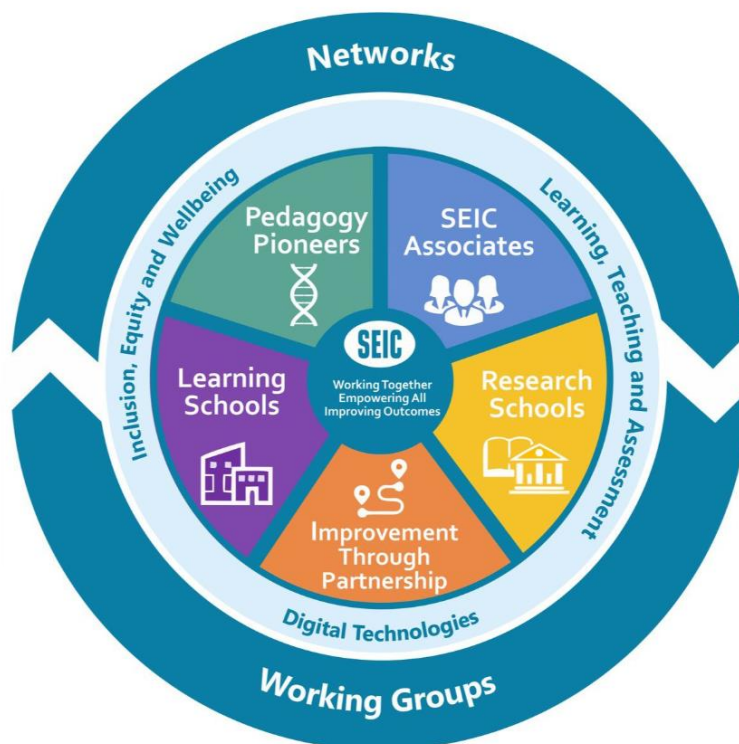 Networks
Inclusion, Equity and Wellbeing
Learning, Teaching and Assessment
Pedagogy
Pioneers
SEIC
Associates
SEIC
Working Together
Empowering All
Improving Outcomes
Learning
Schools
Research
Schools
Improvement
Through
Partnership
Digital Technologies
Working Groups